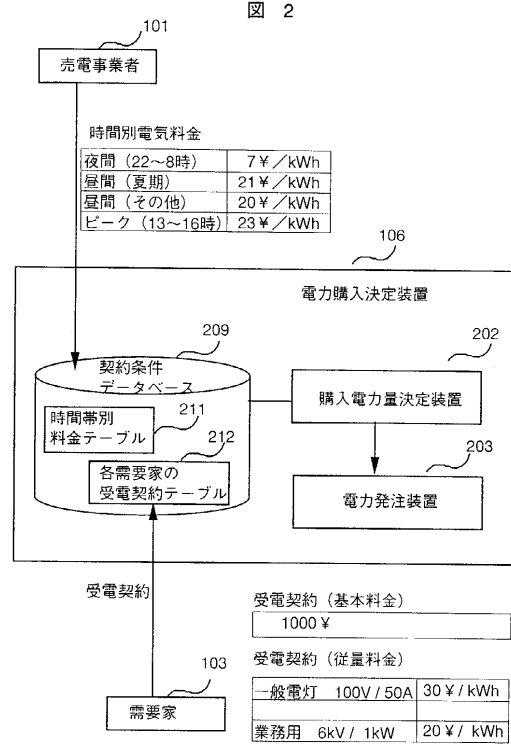 図 2
101
売電事業者
時間別電気料金
夜間（22～8時） 7￥／kWh
昼間（夏期） 21￥／kWh
昼間（その他） 20￥／kWh
ピーク（13～16時） 23￥／kWh
106
電力購入決定装置
209
契約条件
データベース
211
時間帯別
料金テーブル
212
各需要家の
受電契約テーブル
202
購入電力量決定装置
203
電力発注装置
受電契約
103
需要家
受電契約（基本料金）
1000￥
受電契約（従量料金）
一般電灯 100V / 50A 30￥/ kWh
業務用 6kV / 1kW 20￥/ kWh